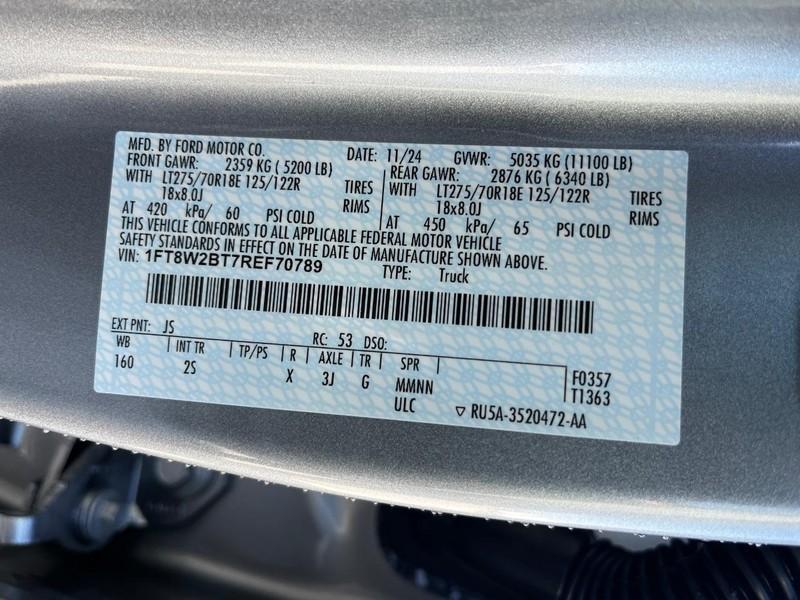 MFD. BY FORD MOTOR CO. DATE: 11/24 GVWR: 5035 KG (11100 LB)
FRONT GAWR: 2359 KG ( 5200 LB) REAR GAWR: 2876 KG ( 6340 LB)
WITH LT275/70R18E 125/122R TIRES WITH LT275/70R18E 125/122R TIRES
18x8.0J RIMS 18x8.0J RIMS
AT 420 kPa/ 60 PSI COLD AT 450 kPa/ 65 PSI COLD
THIS VEHICLE CONFORMS TO ALL APPLICABLE FEDERAL MOTOR VEHICLE
SAFETY STANDARDS IN EFFECT ON THE DATE OF MANUFACTURE SHOWN ABOVE.
VIN: 1FT8W2BT7REF70789 TYPE: Truck
EXT PNT: JS RC: 53 DSO:
WB INT TR TP/PS R AXLE TR SPR F0357
160 2S X 3J G MMNN T1363
ULC RU5A-3520472-AA